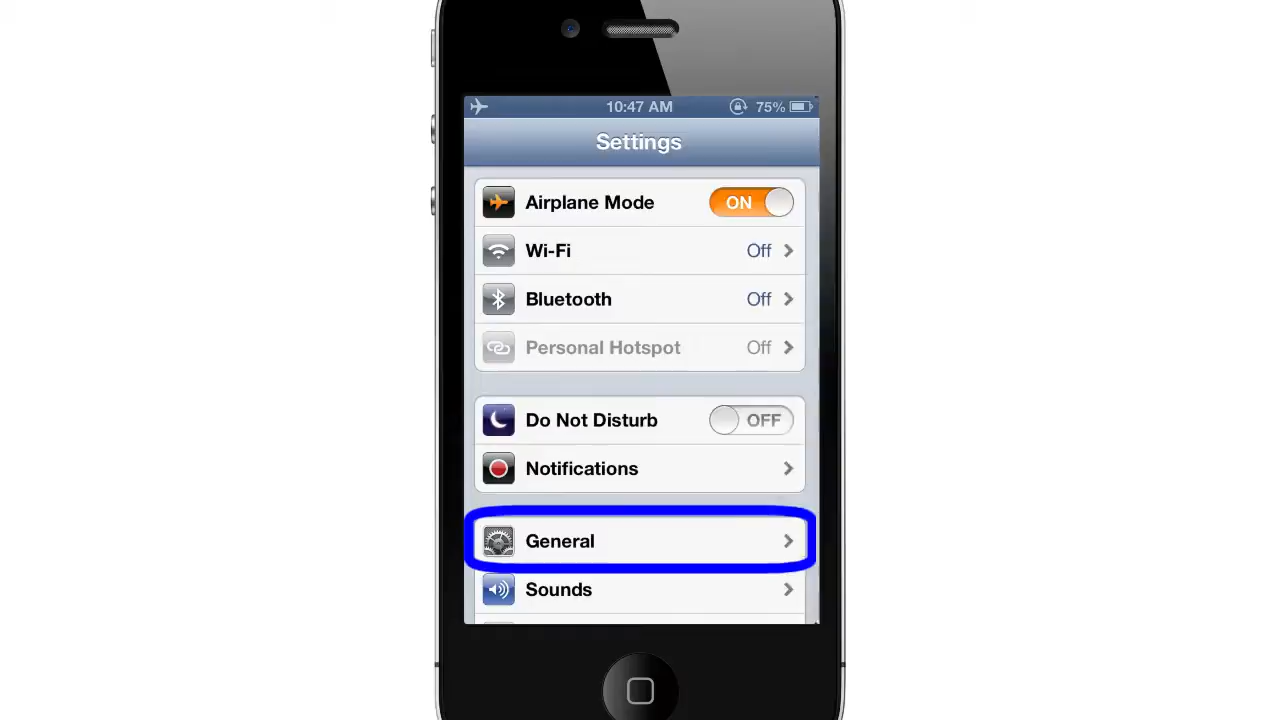 10:47 AM 75%
Settings
Airplane Mode ON
Wi-Fi Off
Bluetooth Off
Personal Hotspot Off
Do Not Disturb OFF
Notifications
General
Sounds